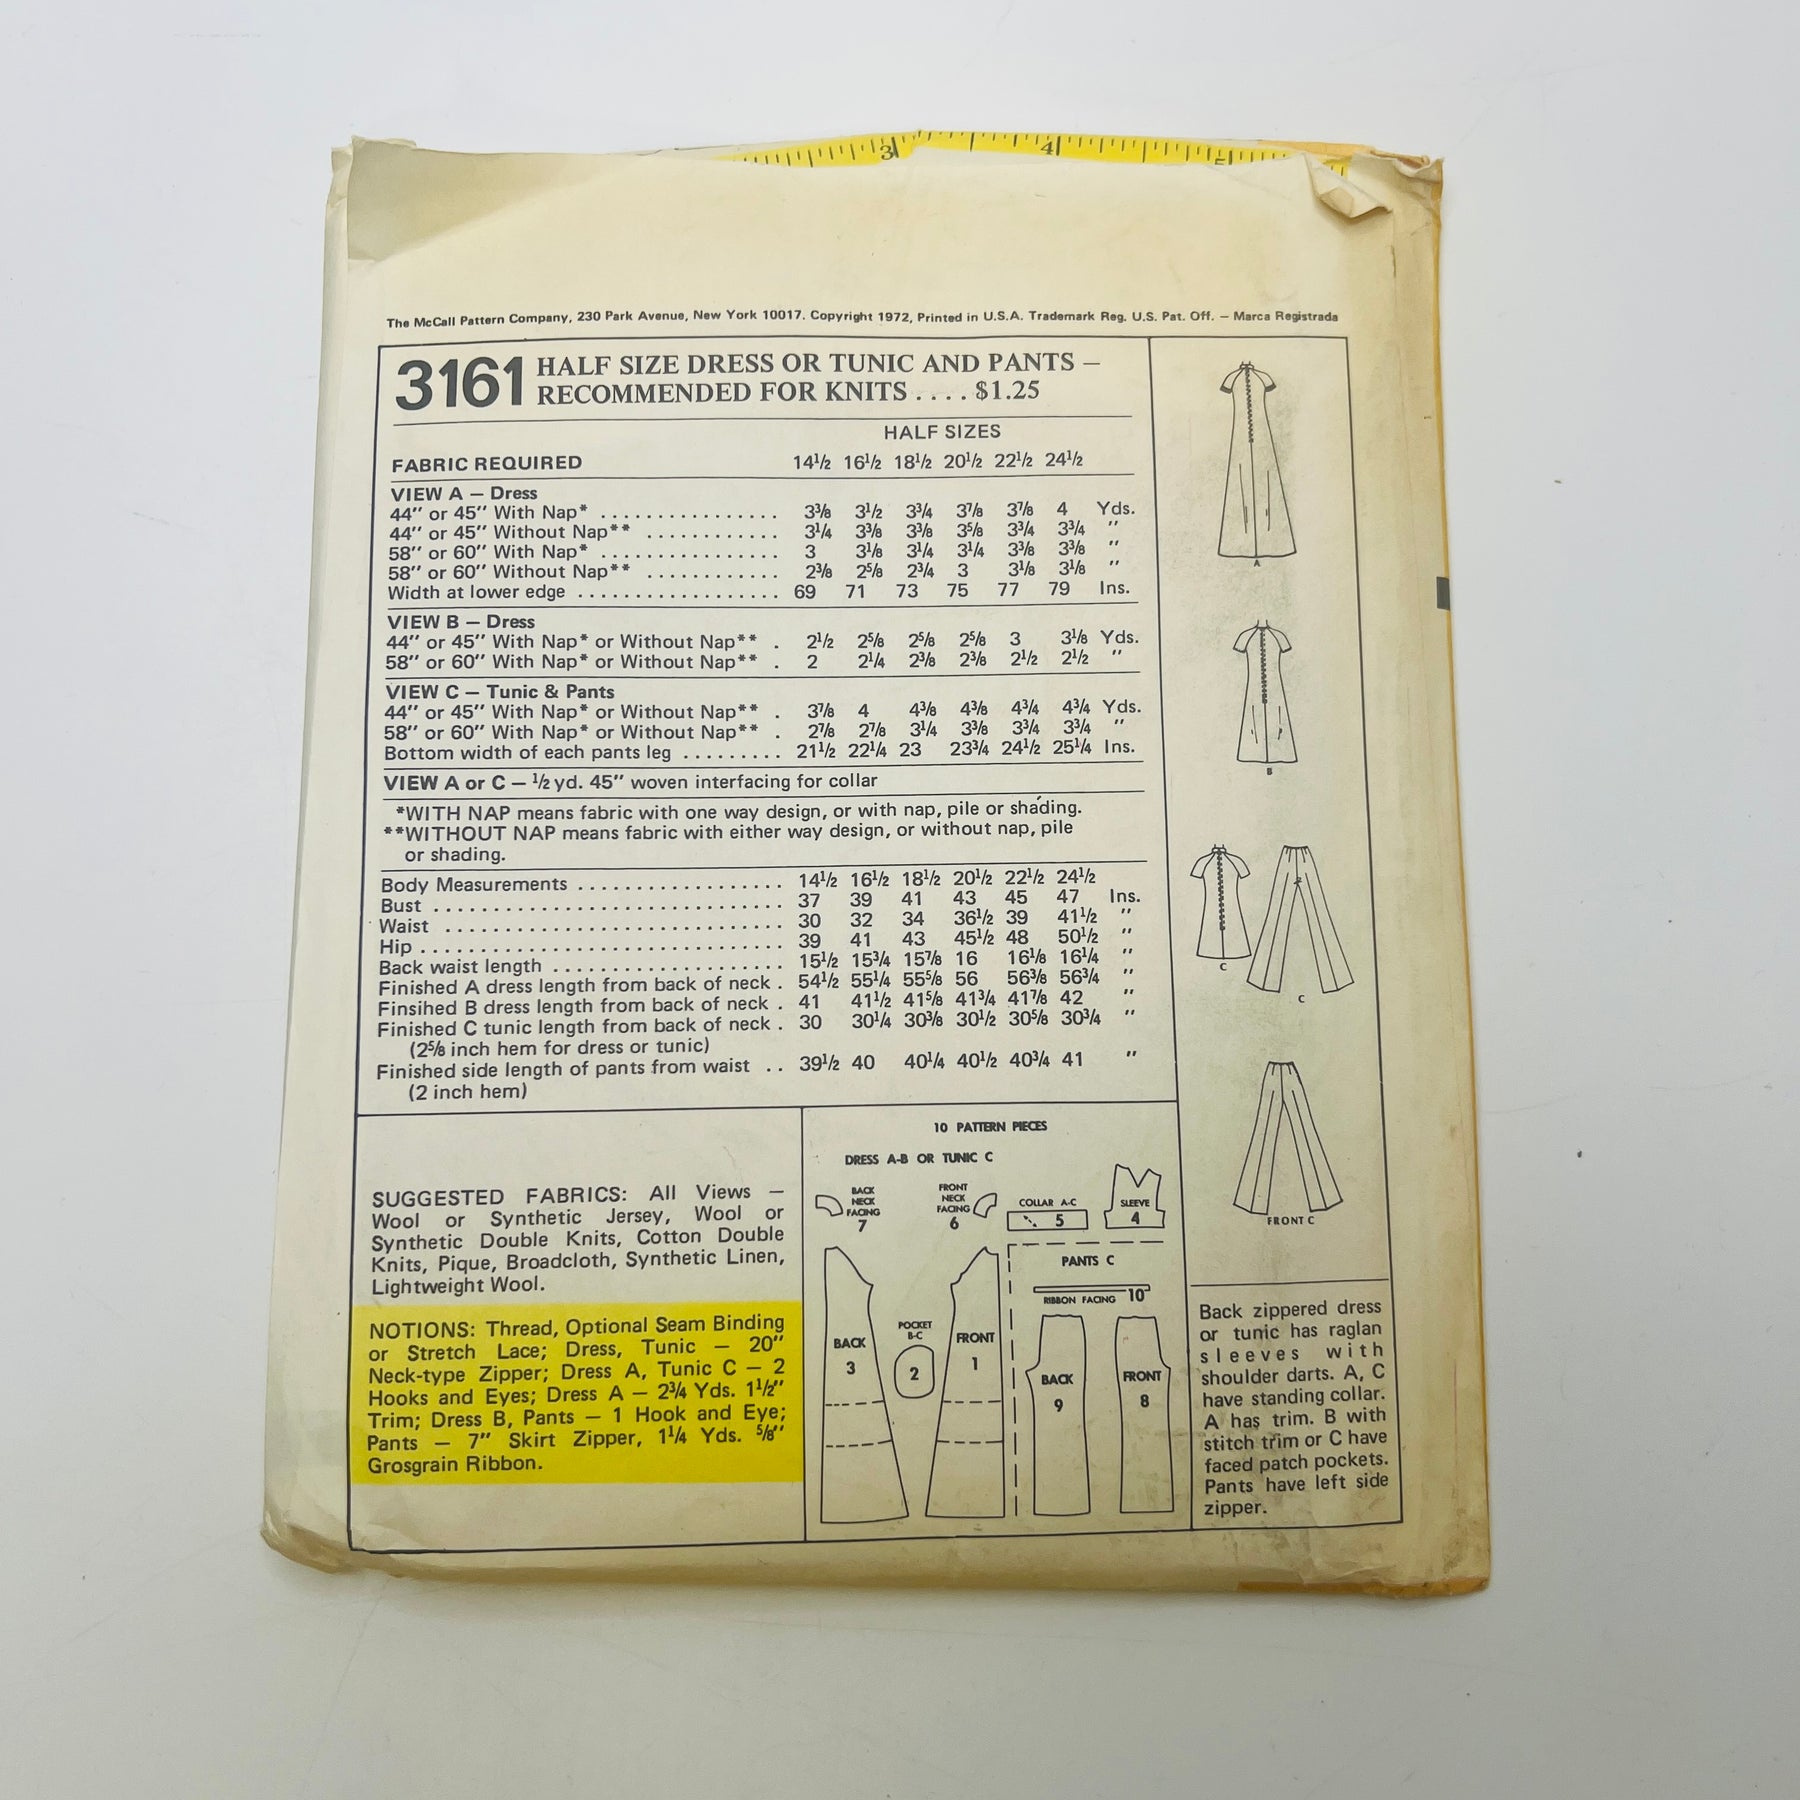 3 4 5
The McCall Pattern Company, 230 Park Avenue, New York 10017. Copyright 1972, Printed in U.S.A. Trademark Reg. U.S. Pat. Off. — Marca Registrada
3161 HALF SIZE DRESS OR TUNIC AND PANTS —
RECOMMENDED FOR KNITS .... $1.25
HALF SIZES
FABRIC REQUIRED 14½ 16½ 18½ 20½ 22½ 24½
VIEW A — Dress
44" or 45" With Nap* ................ 3⅜ 3½ 3¾ 3⅞ 3⅞ 4 Yds.
44" or 45" Without Nap** ............ 3¼ 3⅜ 3⅜ 3⅝ 3¾ 3¾ "
58" or 60" With Nap* ................ 3 3⅛ 3¼ 3¼ 3⅜ 3⅜ "
58" or 60" Without Nap** ............ 2⅜ 2⅝ 2¾ 3 3⅛ 3⅛ "
Width at lower edge .................. 69 71 73 75 77 79 Ins.
VIEW B — Dress
44" or 45" With Nap* or Without Nap** . 2½ 2⅝ 2⅝ 2⅝ 3 3⅛ Yds.
58" or 60" With Nap* or Without Nap** . 2 2¼ 2⅜ 2⅜ 2½ 2½ "
VIEW C — Tunic & Pants
44" or 45" With Nap* or Without Nap** . 3⅞ 4 4⅜ 4⅜ 4¾ 4¾ Yds.
58" or 60" With Nap* or Without Nap** . 2⅞ 2⅞ 3¼ 3⅜ 3¾ 3¾ "
Bottom width of each pants leg ......... 21½ 22¼ 23 23¾ 24½ 25¼ Ins.
VIEW A or C — ½ yd. 45" woven interfacing for collar
*WITH NAP means fabric with one way design, or with nap, pile or shading.
**WITHOUT NAP means fabric with either way design, or without nap, pile
or shading.
Body Measurements ................... 14½ 16½ 18½ 20½ 22½ 24½
Bust ................................ 37 39 41 43 45 47 Ins.
Waist ............................... 30 32 34 36½ 39 41½ "
Hip ................................. 39 41 43 45½ 48 50½ "
Back waist length ..................... 15½ 15¾ 15⅞ 16 16⅛ 16¼ "
Finished A dress length from back of neck . 54½ 55¼ 55⅝ 56 56⅜ 56¾ "
Finsihed B dress length from back of neck . 41 41½ 41⅝ 41¾ 41⅞ 42 "
Finished C tunic length from back of neck . 30 30¼ 30⅜ 30½ 30⅝ 30¾ "
(2⅝ inch hem for dress or tunic)
Finished side length of pants from waist .. 39½ 40 40¼ 40½ 40¾ 41 "
(2 inch hem)
A
B
C
C
FRONT C
SUGGESTED FABRICS: All Views —
Wool or Synthetic Jersey, Wool or
Synthetic Double Knits, Cotton Double
Knits, Pique, Broadcloth, Synthetic Linen,
Lightweight Wool.
NOTIONS: Thread, Optional Seam Binding
or Stretch Lace; Dress, Tunic — 20"
Neck-type Zipper; Dress A, Tunic C — 2
Hooks and Eyes; Dress A — 2¾ Yds. 1½"
Trim; Dress B, Pants — 1 Hook and Eye;
Pants — 7" Skirt Zipper, 1¼ Yds. ⅝"
Grosgrain Ribbon.
10 PATTERN PIECES
DRESS A-B OR TUNIC C
BACK
NECK
FACING
7
FRONT
NECK
FACING
6
COLLAR A-C
5
SLEEVE
4
PANTS C
RIBBON FACING 10
BACK
3
POCKET
B-C
2
FRONT
1
BACK
9
FRONT
8
Back zippered dress
or tunic has raglan
sleeves with
shoulder darts. A, C
have standing collar.
A has trim. B with
stitch trim or C have
faced patch pockets.
Pants have left side
zipper.